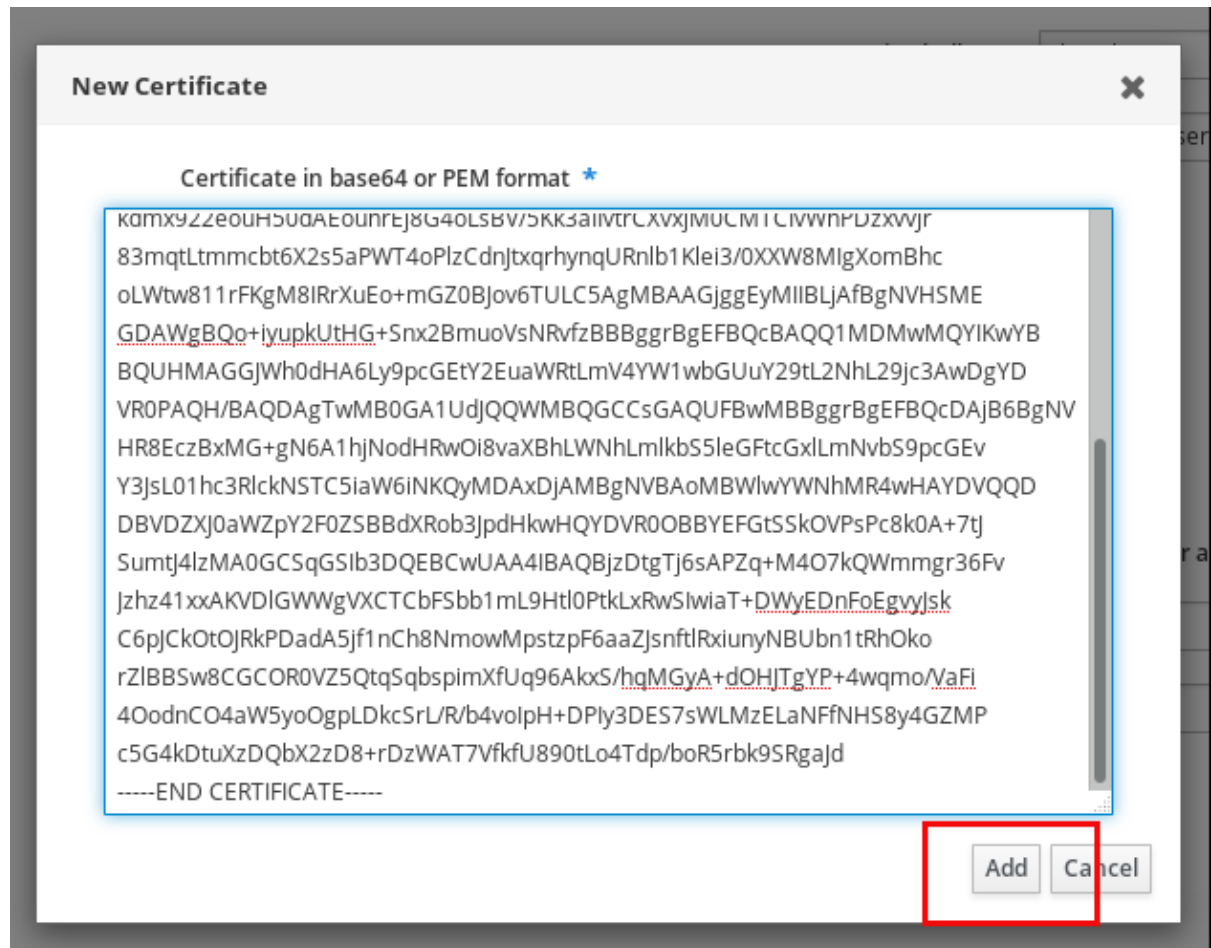 New Certificate
Certificate in base64 or PEM format *
83mqtLtmmcbt6X2s5aPWT4oPlzCdnJtxqrhynqURnlb1Klei3/0XXW8MIgXomBhc
oLWtw811rFKgM8IRrXuEo+mGZ0BJov6TULC5AgMBAAGjggEyMIIBLjAfBgNVHSME
GDAWgBQo+iyupkUtHG+Snx2BmuoVsNRvfzBBBggrBgEFBQcBAQQ1MDMwMQYIKwYB
BQUHMAGGJWh0dHA6Ly9pcGEtY2EuaWRtLmV4YW1wbGUuY29tL2NhL29jc3AwDgYD
VR0PAQH/BAQDAgTwMB0GA1UdJQQWMBQGCCsGAQUFBwMBBggrBgEFBQcDAjB6BgNV
HR8EczBxMG+gN6A1hjNodHRwOi8vaXBhLWNhLmlkbS5leGFtcGxlLmNvbS9pcGEv
Y3JsL01hc3RlckNSTC5iaW6iNKQyMDAxDjAMBgNVBAoMBWlwYWNhMR4wHAYDVQQD
DBVDZXJ0aWZpY2F0ZSBBdXRob3JpdHkwHQYDVR0OBBYEFGtSSkOVPsPc8k0A+7tJ
SumtJ4lzMA0GCSqGSIb3DQEBCwUAA4IBAQBjzDtgTj6sAPZq+M4O7kQWmmgr36Fv
Jzhz41xxAKVDlGWWgVXCTCbFSbb1mL9Htl0PtkLxRwSIwiaT+DWyEDnFoEgvyJsk
C6pJCkOtOJRkPDadA5jf1nCh8NmowMpstzpF6aaZJsnftlRxiunyNBUbn1tRhOko
rZlBBSw8CGCOR0VZ5QtqSqbspimXfUq96AkxS/hqMGyA+dOHJTgYP+4wqmo/VaFi
4OodnCO4aW5yoOgpLDkcSrL/R/b4voIpH+DPIy3DES7sWLMzELaNFfNHS8y4GZMP
c5G4kDtuXzDQbX2zD8+rDzWAT7VfkfU890tLo4Tdp/boR5rbk9SRgaJd
-----END CERTIFICATE-----
Add Cancel